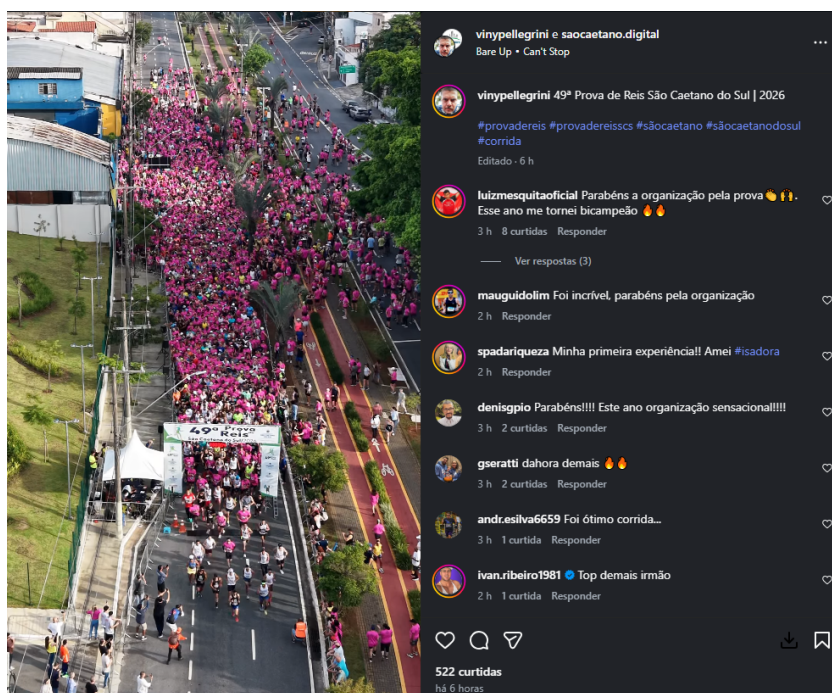 49ª Prova
Reis
São Caetano do Sul
vinypellegrini e saocaetano.digital
Bare Up • Can't Stop
vinypellegrini 49ª Prova de Reis São Caetano do Sul | 2026
#provadereis #provadereisscs #sãocaetano #sãocaetanodosul
#corrida
Editado · 6 h
luizmesquitaoficial Parabéns a organização pela prova👏🙌.
Esse ano me tornei bicampeão 🔥🔥
3 h 8 curtidas Responder
Ver respostas (3)
mauguidolim Foi incrível, parabéns pela organização
2 h Responder
spadariqueza Minha primeira experiência!! Amei #isadora
2 h Responder
denisgpio Parabéns!!!! Este ano organização sensacional!!!!
3 h 2 curtidas Responder
gseratti dahora demais 🔥🔥
3 h 2 curtidas Responder
andr.esilva6659 Foi ótimo corrida...
3 h 1 curtida Responder
ivan.ribeiro1981 Top demais irmão
2 h 1 curtida Responder
522 curtidas
há 6 horas